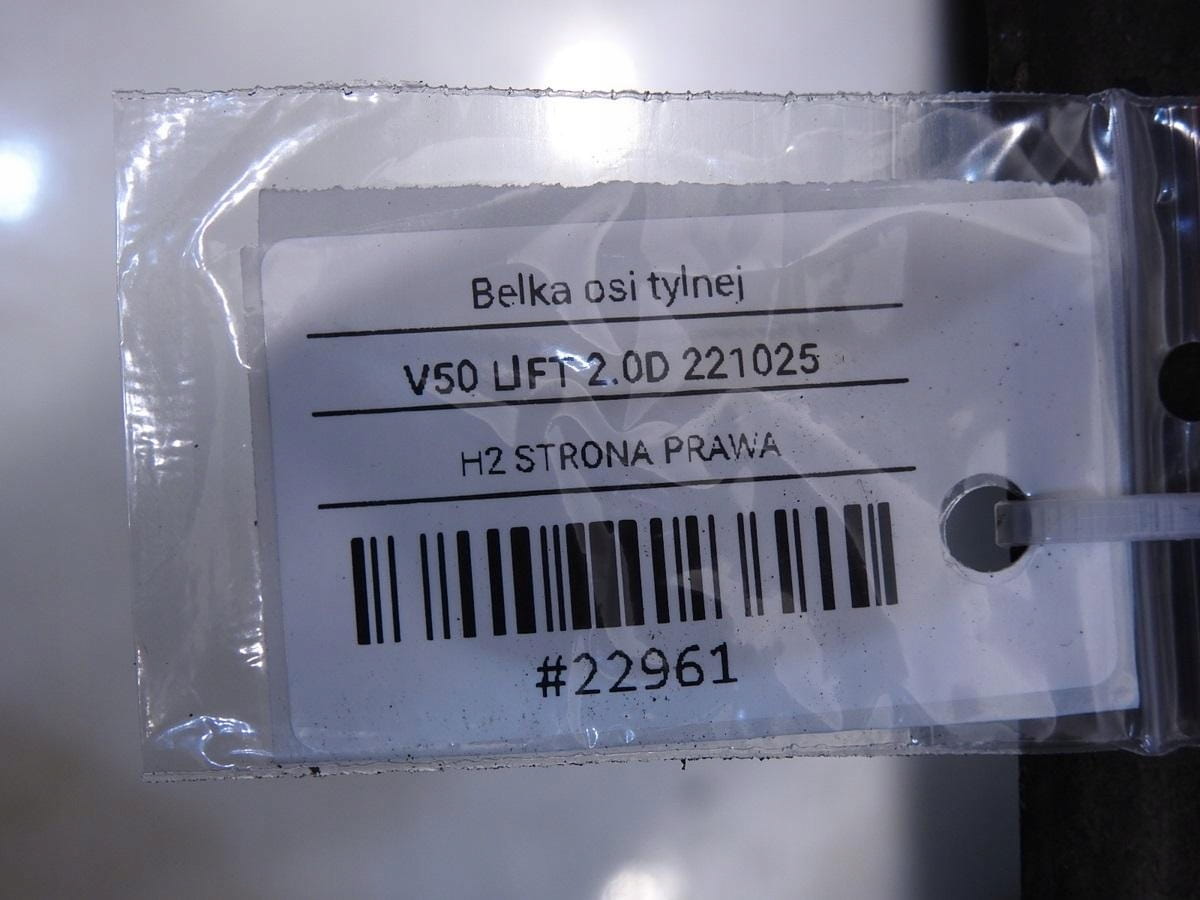 Belka osi tylnej
V50 LIFT 2.0D 221025
H2 STRONA PRAWA
#22961